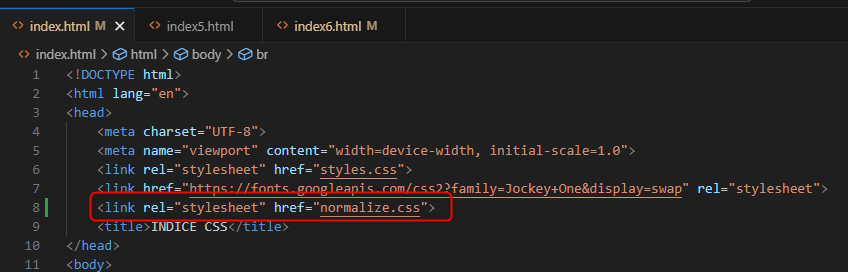 index.html M × index5.html index6.html M
index.html > html > body > br
1 <!DOCTYPE html>
2 <html lang="en">
3 <head>
4 <meta charset="UTF-8">
5 <meta name="viewport" content="width=device-width, initial-scale=1.0">
6 <link rel="stylesheet" href="styles.css">
7 <link href="https://fonts.googleapis.com/css2?family=Jockey+One&display=swap" rel="stylesheet">
8 <link rel="stylesheet" href="normalize.css">
9 <title>INDICE CSS</title>
10 </head>
11 <body>